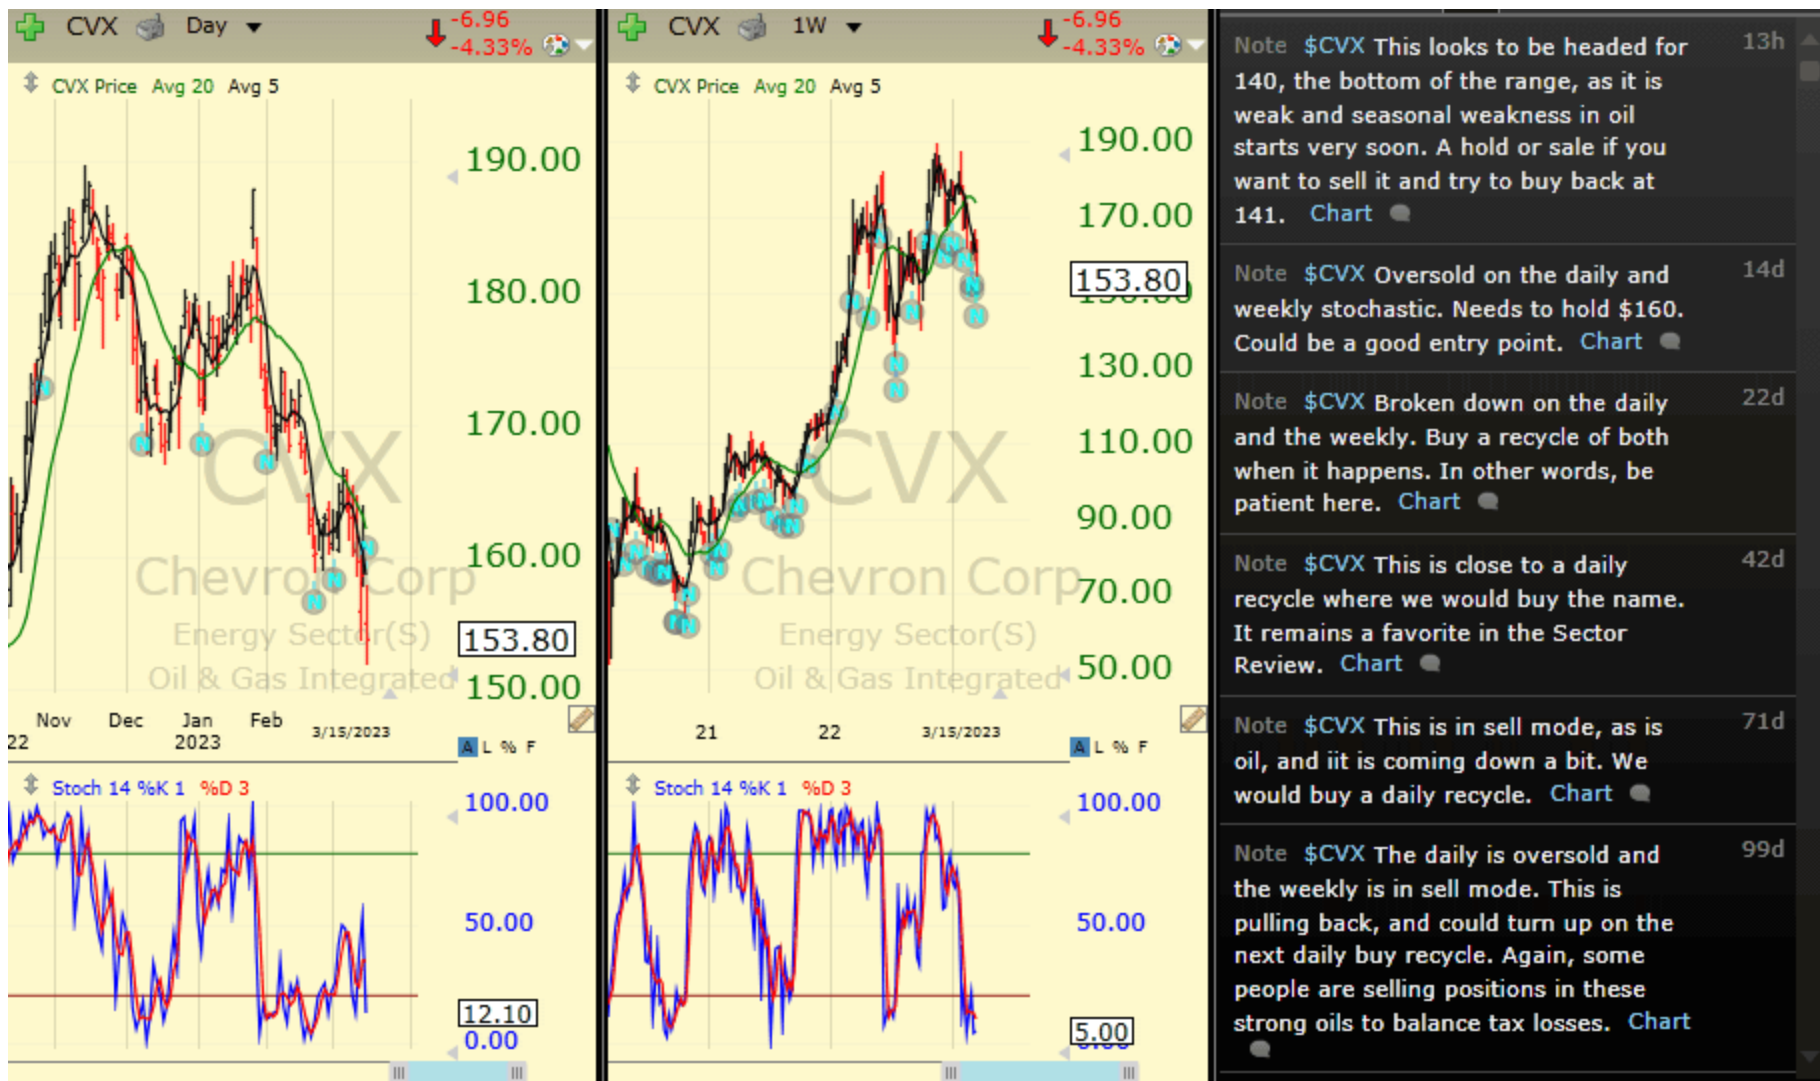 CVX Day -6.96
-4.33%
CVX Price Avg 20 Avg 5
190.00
180.00
170.00
160.00
150.00
153.80
CVX
Chevron Corp
Energy Sector(S)
Oil & Gas Integrated
Nov Dec Jan Feb 3/15/2023
22 2023
A L % F
Stoch 14 %K 1 %D 3
100.00
50.00
12.10
0.00
CVX 1W -6.96
-4.33%
CVX Price Avg 20 Avg 5
190.00
170.00
153.80
130.00
110.00
90.00
70.00
50.00
CVX
Chevron Corp
Energy Sector(S)
Oil & Gas Integrated
21 22 3/15/2023
A L % F
Stoch 14 %K 1 %D 3
100.00
50.00
5.00
Note $CVX This looks to be headed for 13h
140, the bottom of the range, as it is
weak and seasonal weakness in oil
starts very soon. A hold or sale if you
want to sell it and try to buy back at
141. Chart
Note $CVX Oversold on the daily and 14d
weekly stochastic. Needs to hold $160.
Could be a good entry point. Chart
Note $CVX Broken down on the daily 22d
and the weekly. Buy a recycle of both
when it happens. In other words, be
patient here. Chart
Note $CVX This is close to a daily 42d
recycle where we would buy the name.
It remains a favorite in the Sector
Review. Chart
Note $CVX This is in sell mode, as is 71d
oil, and iit is coming down a bit. We
would buy a daily recycle. Chart
Note $CVX The daily is oversold and 99d
the weekly is in sell mode. This is
pulling back, and could turn up on the
next daily buy recycle. Again, some
people are selling positions in these
strong oils to balance tax losses. Chart